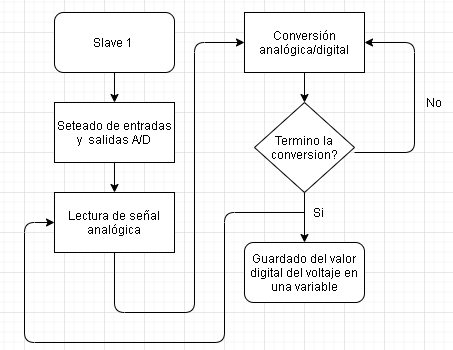 Slave 1
Seteado de entradas
y salidas A/D
Lectura de señal
analógica
Conversión
analógica/digital
No
Termino la
conversion?
Si
Guardado del valor
digital del voltaje en
una variable